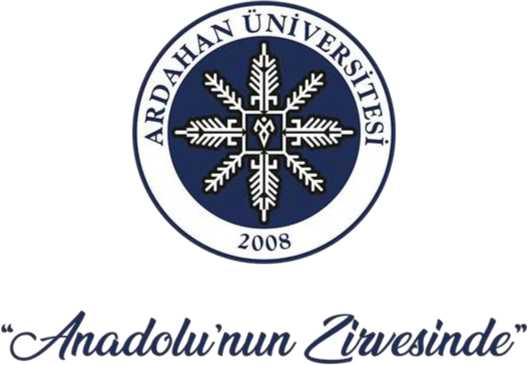 ARDAHAN ÜNİVERSİTESİ
2008
“Anadolu’nun Zirvesinde”